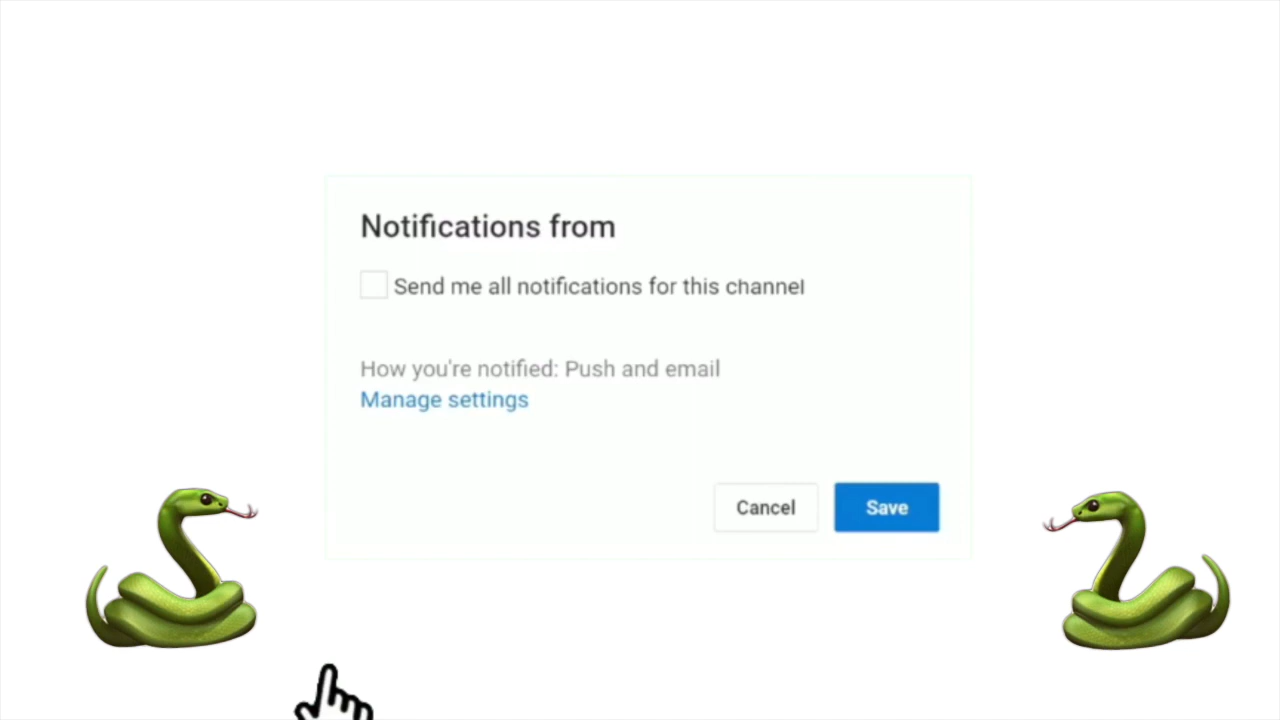 Notifications from
Send me all notifications for this channel
How you're notified: Push and email
Manage settings
Cancel
Save